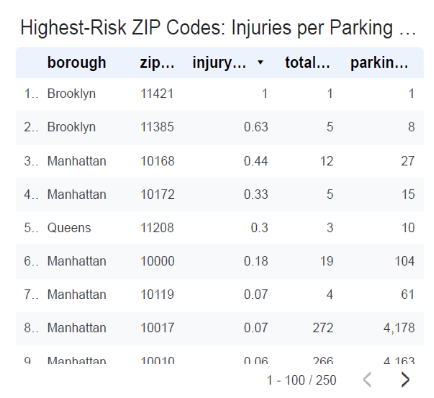 Highest-Risk ZIP Codes: Injuries per Parking ...
borough zip... injury... ▼ total... parkin...
1.. Brooklyn 11421 1 1 1
2.. Brooklyn 11385 0.63 5 8
3.. Manhattan 10168 0.44 12 27
4.. Manhattan 10172 0.33 5 15
5.. Queens 11208 0.3 3 10
6.. Manhattan 10000 0.18 19 104
7.. Manhattan 10119 0.07 4 61
8.. Manhattan 10017 0.07 272 4,178
9.. Manhattan 10010 0.06 266 4,163
1 - 100 / 250 < >